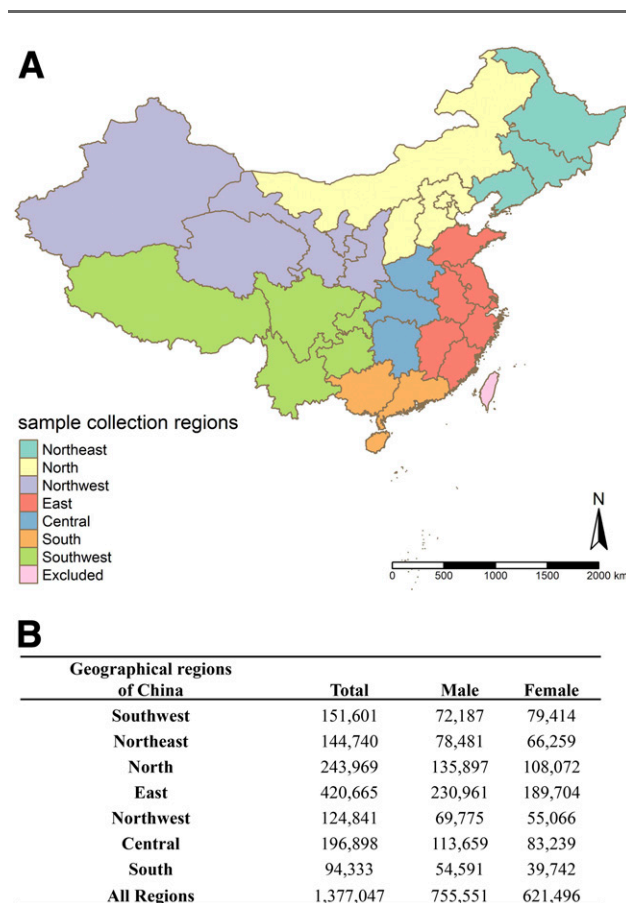 A
sample collection regions
Northeast
North
Northwest
East
Central
South
Southwest
Excluded
N
0 500 1000 1500 2000 km
B
Geographical regions
of China Total Male Female
Southwest 151,601 72,187 79,414
Northeast 144,740 78,481 66,259
North 243,969 135,897 108,072
East 420,665 230,961 189,704
Northwest 124,841 69,775 55,066
Central 196,898 113,659 83,239
South 94,333 54,591 39,742
All Regions 1,377,047 755,551 621,496